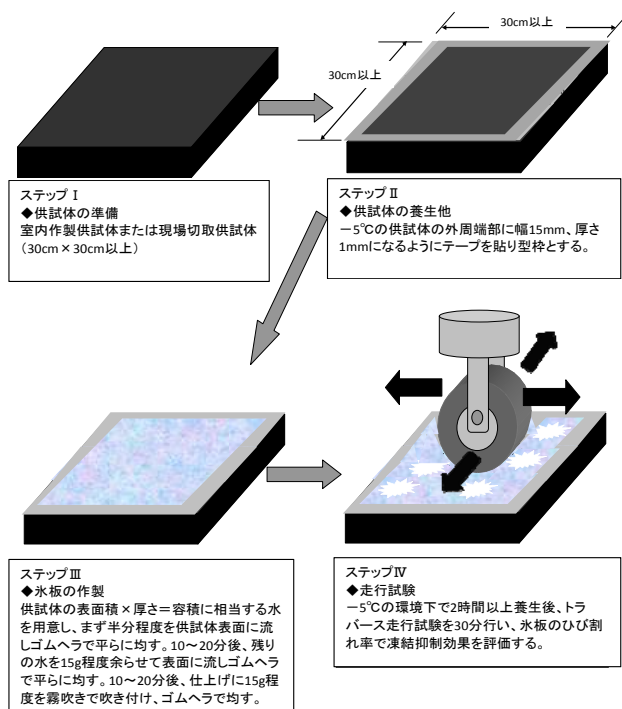 30cm以上
30cm以上
ステップⅠ
◆供試体の準備
室内作製供試体または現場切取供試体
(30cm×30cm以上)
ステップⅡ
◆供試体の養生他
－5℃の供試体の外周端部に幅15mm、厚さ
1mmになるようにテープを貼り型枠とする。
ステップⅢ
◆氷板の作製
供試体の表面積×厚さ＝容積に相当する水
を用意し、まず半分程度を供試体表面に流
しゴムヘラで平らに均す。10～20分後、残り
の水を15g程度余らせて表面に流しゴムヘラ
で平らに均す。10～20分後、仕上げに15g程
度を霧吹きで吹き付け、ゴムヘラで均す。
ステップⅣ
◆走行試験
－5℃の環境下で2時間以上養生後、トラ
バース走行試験を30分行い、氷板のひび割
れ率で凍結抑制効果を評価する。